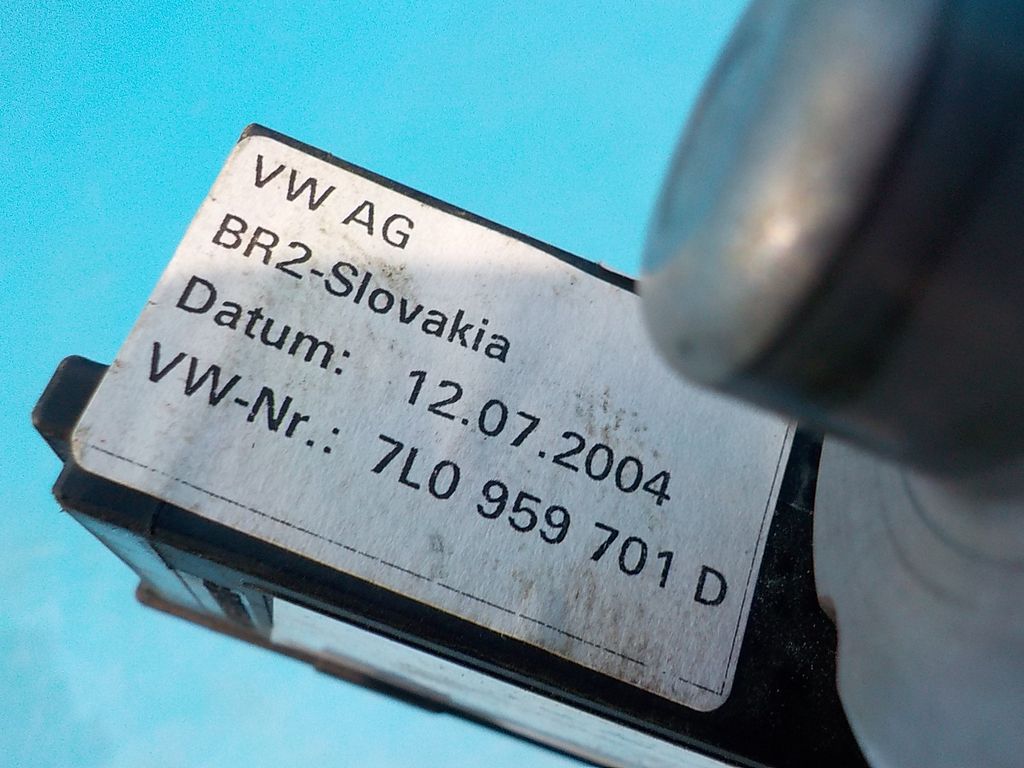 VW AG
BR2-Slovakia
Datum: 12.07.2004
VW-Nr.: 7L0 959 701 D